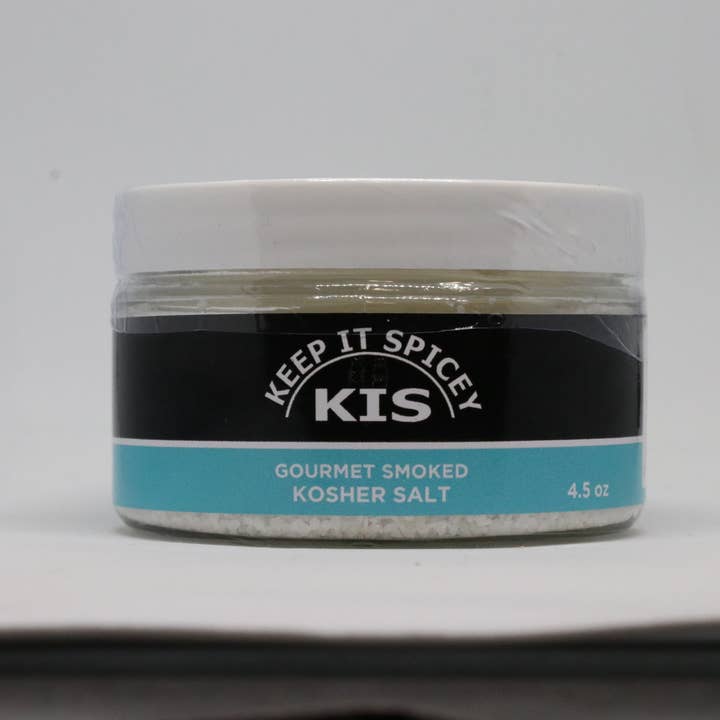 KEEP IT SPICEY
KIS
GOURMET SMOKED
KOSHER SALT
4.5 oz